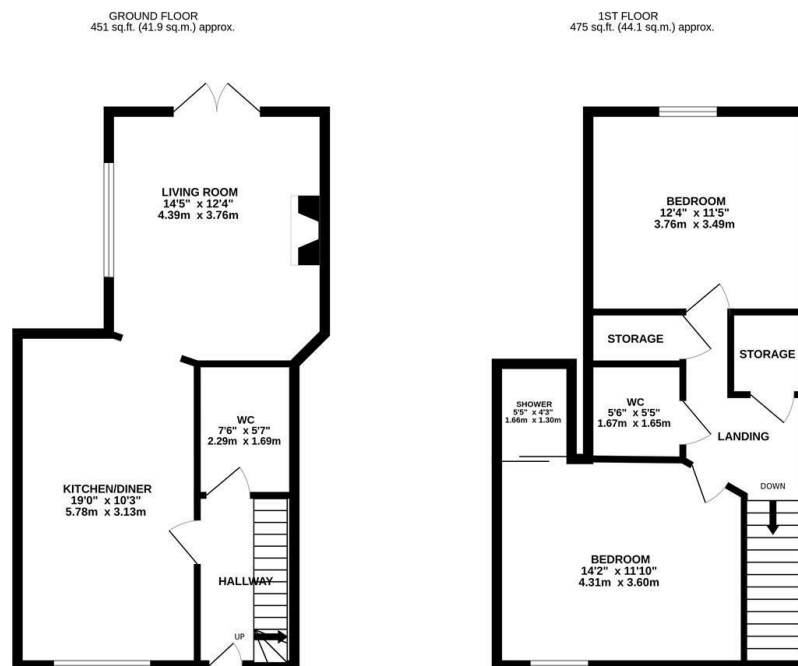 GROUND FLOOR
451 sq.ft. (41.9 sq.m.) approx.
LIVING ROOM
14'5" x 12'4"
4.39m x 3.76m
WC
7'6" x 5'7"
2.29m x 1.69m
KITCHEN/DINER
19'0" x 10'3"
5.78m x 3.13m
HALLWAY
UP
1ST FLOOR
475 sq.ft. (44.1 sq.m.) approx.
BEDROOM
12'4" x 11'5"
3.76m x 3.49m
STORAGE
STORAGE
SHOWER
5'5" x 4'3"
1.66m x 1.30m
WC
5'6" x 5'5"
1.67m x 1.65m
LANDING
DOWN
BEDROOM
14'2" x 11'10"
4.31m x 3.60m